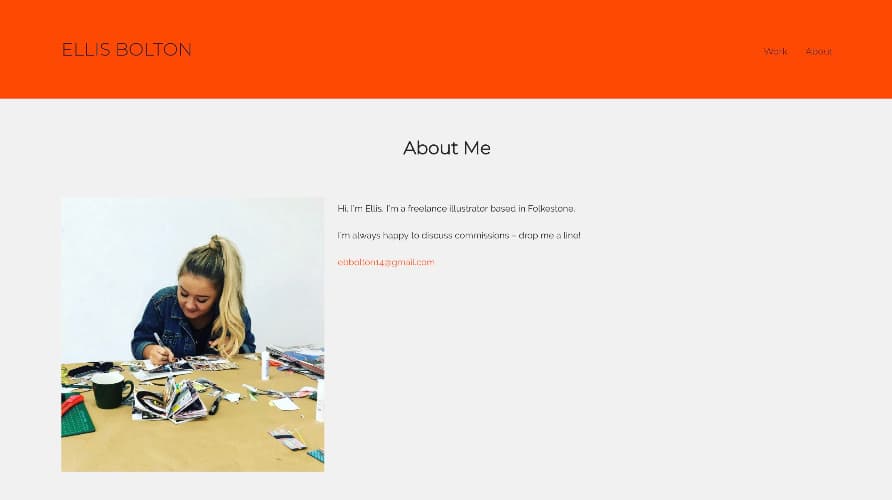 ELLIS BOLTON
Work About
About Me
Hi, I'm Ellis. I'm a freelance illustrator based in Folkestone.
I'm always happy to discuss commissions – drop me a line!
ebbolton14@gmail.com